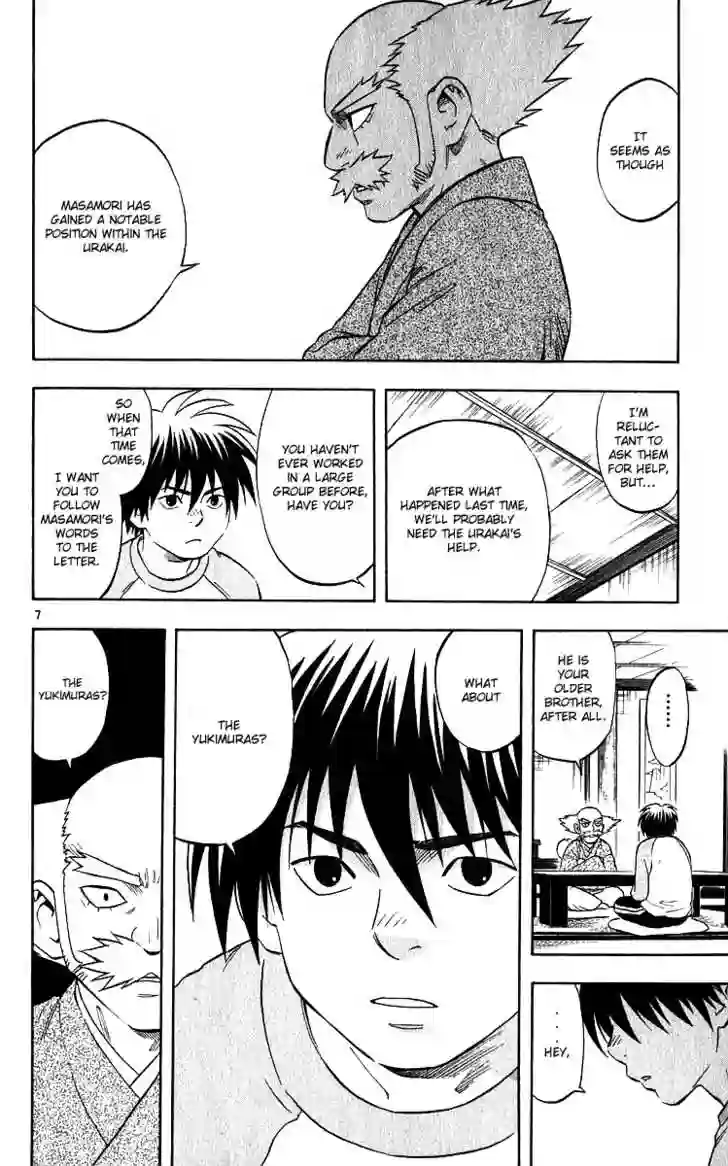 IT
SEEMS AS
THOUGH
MASAMORI HAS
GAINED A NOTABLE
POSITION WITHIN THE
URAKAI.
I'M
RELUC-
TANT TO
ASK THEM
FOR HELP,
BUT...
AFTER WHAT
HAPPENED LAST TIME,
WE'LL PROBABLY
NEED THE URAKAI'S
HELP.
YOU HAVEN'T
EVER WORKED
IN A LARGE
GROUP BEFORE,
HAVE YOU?
SO
WHEN
THAT
TIME
COMES,
I WANT
YOU TO
FOLLOW
MASAMORI'S
WORDS
TO THE
LETTER.
7
......
HE IS
YOUR
OLDER
BROTHER,
AFTER ALL.
...
HEY,
WHAT
ABOUT
THE
YUKIMURAS?
THE
YUKIMURAS?